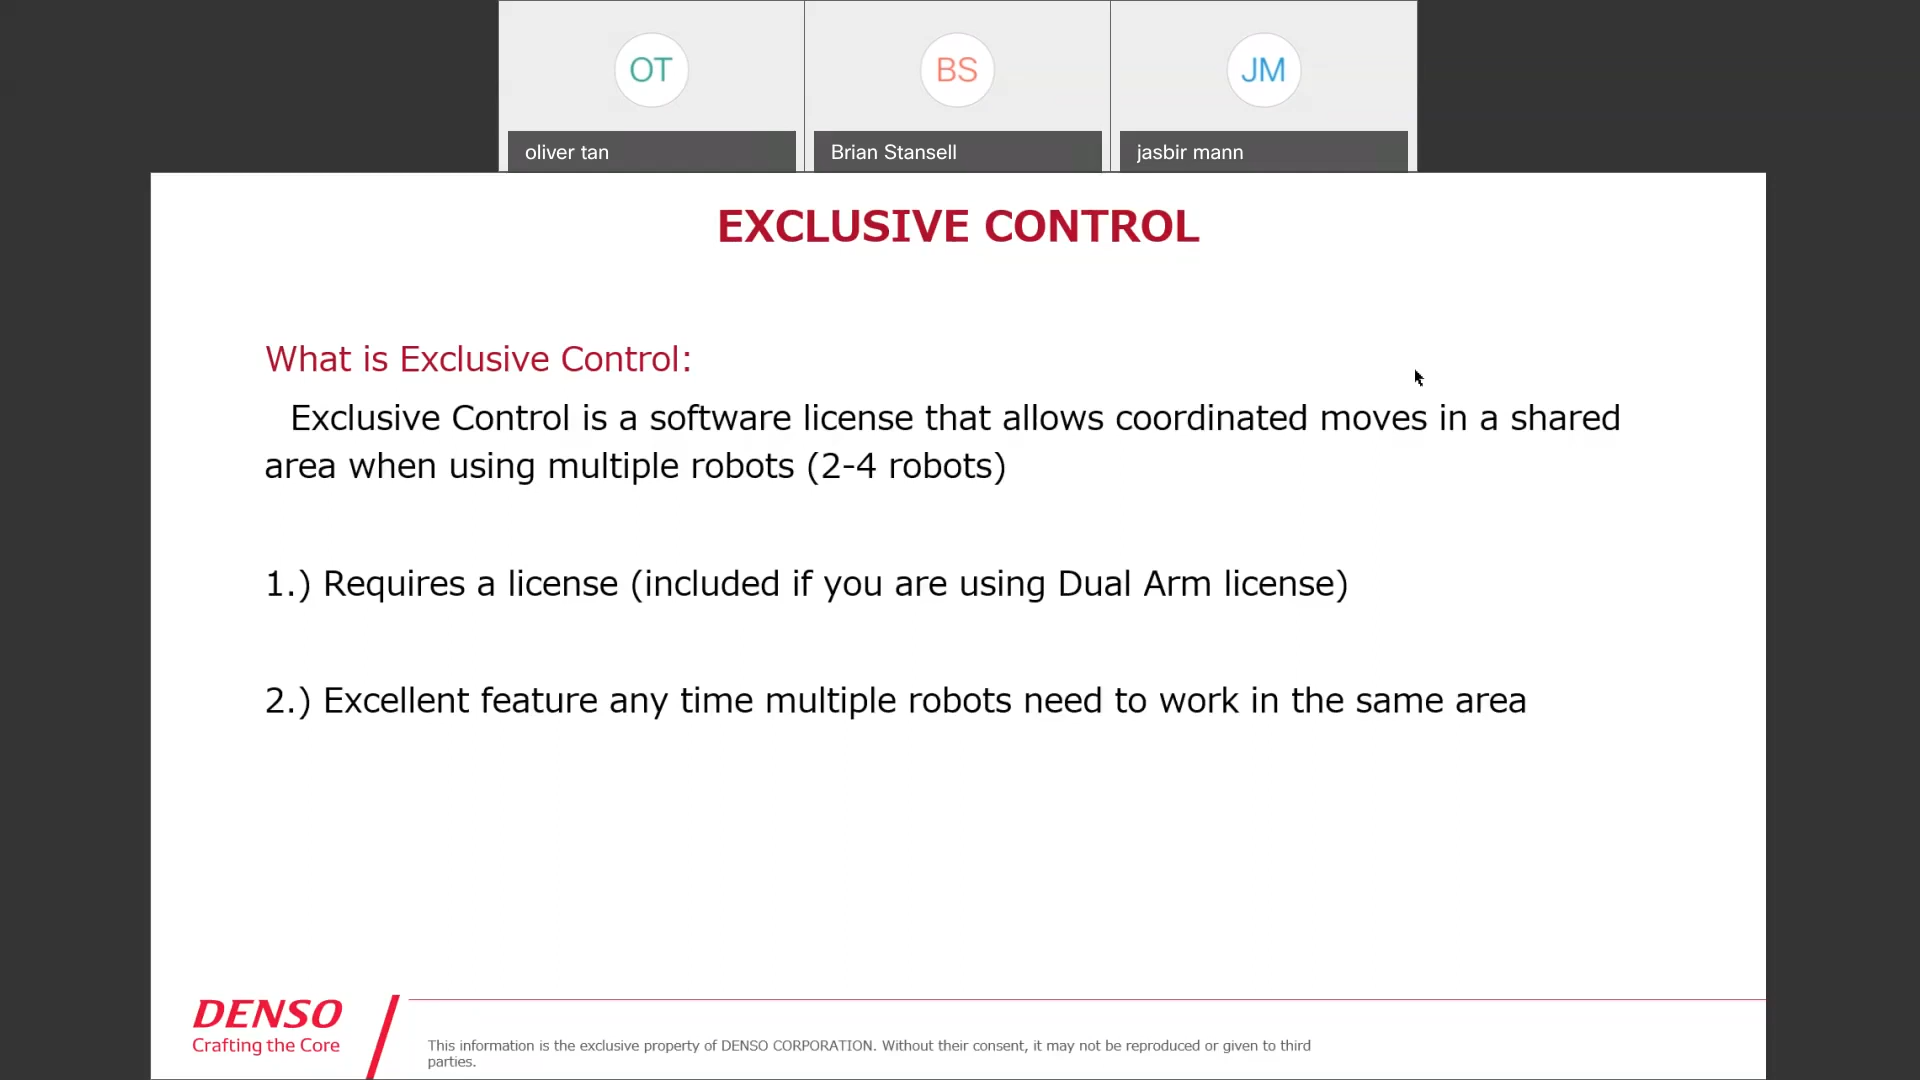 OT
BS
JM
oliver tan
Brian Stansell
jasbir mann
EXCLUSIVE CONTROL
What is Exclusive Control:
Exclusive Control is a software license that allows coordinated moves in a shared
area when using multiple robots (2-4 robots)
1.) Requires a license (included if you are using Dual Arm license)
2.) Excellent feature any time multiple robots need to work in the same area
DENSO
Crafting the Core
This information is the exclusive property of DENSO CORPORATION. Without their consent, it may not be reproduced or given to third
parties.